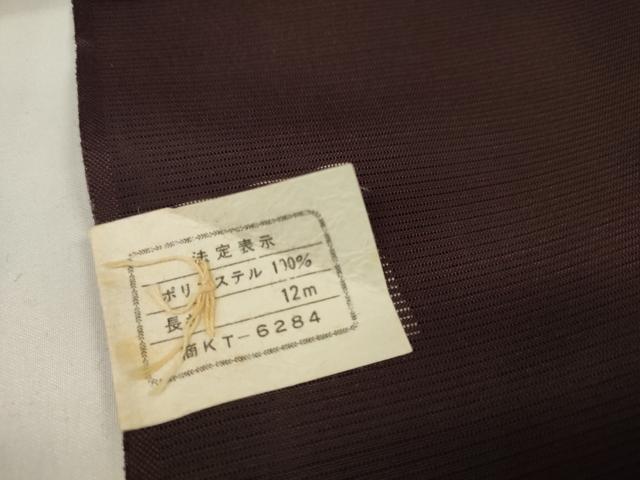 法定表示
ポリエステル 100%
長さ 12m
商KT-6284